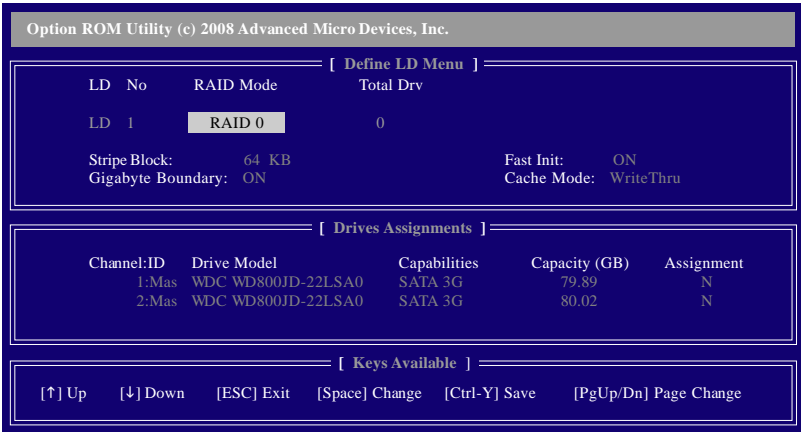 Option ROM Utility (c) 2008 Advanced Micro Devices, Inc.
[ Define LD Menu ]
LD No RAID Mode Total Drv
LD 1 RAID 0 0
Stripe Block: 64 KB Fast Init: ON
Gigabyte Boundary: ON Cache Mode: WriteThru
[ Drives Assignments ]
Channel:ID Drive Model Capabilities Capacity (GB) Assignment
1:Mas WDC WD800JD-22LSA0 SATA 3G 79.89 N
2:Mas WDC WD800JD-22LSA0 SATA 3G 80.02 N
[ Keys Available ]
[↑] Up [↓] Down [ESC] Exit [Space] Change [Ctrl-Y] Save [PgUp/Dn] Page Change